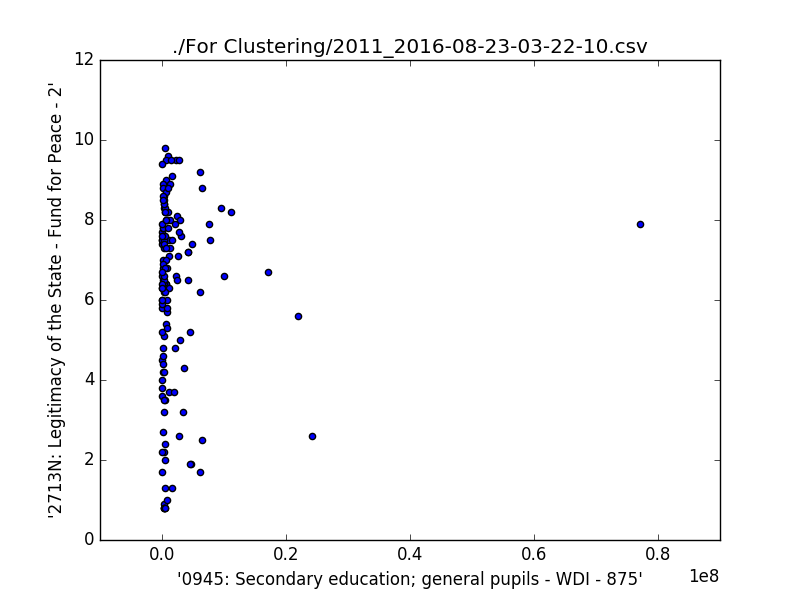 ./For Clustering/2011_2016-08-23-03-22-10.csv
'2713N: Legitimacy of the State - Fund for Peace - 2'
12
10
8
6
4
2
0
0.0 0.2 0.4 0.6 0.8
1e8
'0945: Secondary education; general pupils - WDI - 875'